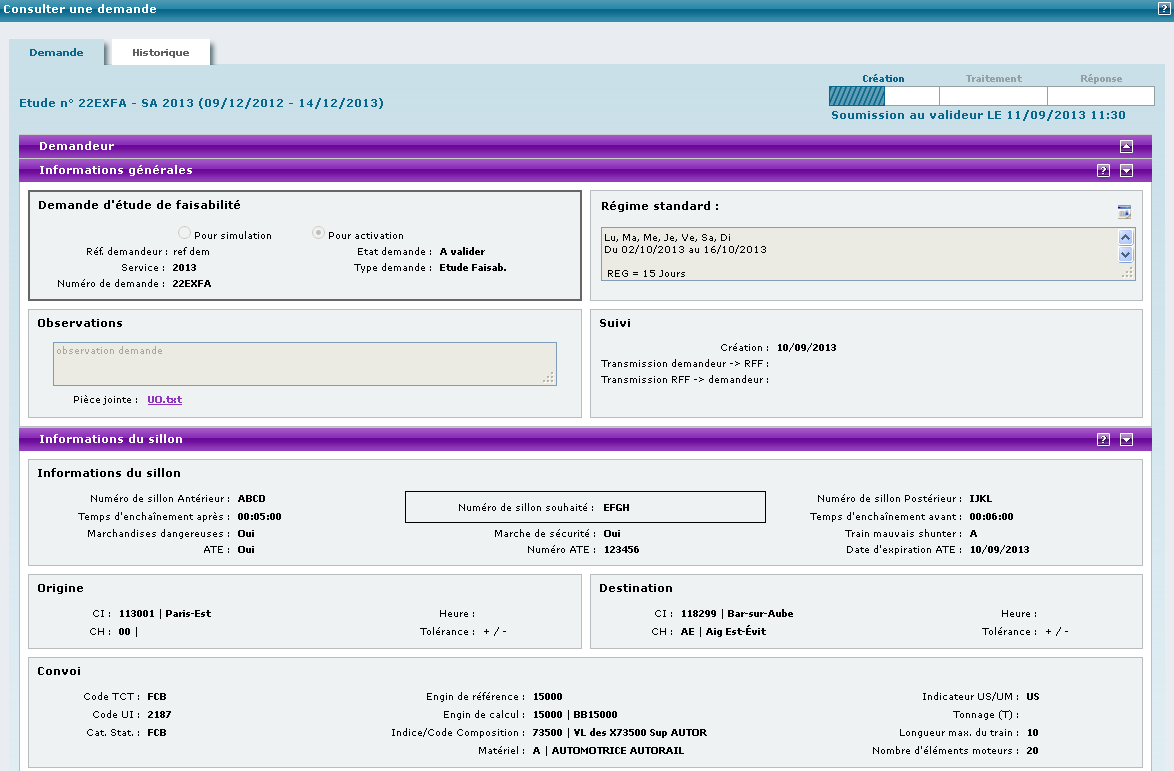 Consulter une demande
?
Demande Historique
Création Traitement Réponse
Etude n° 22EXFA - SA 2013 (09/12/2012 - 14/12/2013)
Soumission au valideur LE 11/09/2013 11:30
Demandeur
Informations générales ?
Demande d'étude de faisabilité
Pour simulation Pour activation
Réf. demandeur : ref dem Etat demande : A valider
Service : 2013 Type demande : Etude Faisab.
Numéro de demande : 22EXFA
Régime standard :
Lu, Ma, Me, Je, Ve, Sa, Di
Du 02/10/2013 au 16/10/2013
REG = 15 Jours
Observations
observation demande
Pièce jointe : UO.txt
Suivi
Création : 10/09/2013
Transmission demandeur -> RFF :
Transmission RFF -> demandeur :
Informations du sillon ?
Informations du sillon
Numéro de sillon Antérieur : ABCD Numéro de sillon souhaité : EFGH Numéro de sillon Postérieur : IJKL
Temps d'enchaînement après : 00:05:00 Temps d'enchaînement avant : 00:06:00
Marchandises dangereuses : Oui Marche de sécurité : Oui Train mauvais shunter : A
ATE : Oui Numéro ATE : 123456 Date d'expiration ATE : 10/09/2013
Origine
CI : 113001 | Paris-Est Heure :
CH : 00 | Tolérance : + / -
Destination
CI : 118299 | Bar-sur-Aube Heure :
CH : AE | Aig Est-Évit Tolérance : + / -
Convoi
Code TCT : FCB Engin de référence : 15000 Indicateur US/UM : US
Code UI : 2187 Engin de calcul : 15000 | BB15000 Tonnage (T) :
Cat. Stat. : FCB Indice/Code Composition : 73500 | VL des X73500 Sup AUTOR Longueur max. du train : 10
Matériel : A | AUTOMOTRICE AUTORAIL Nombre d'éléments moteurs : 20